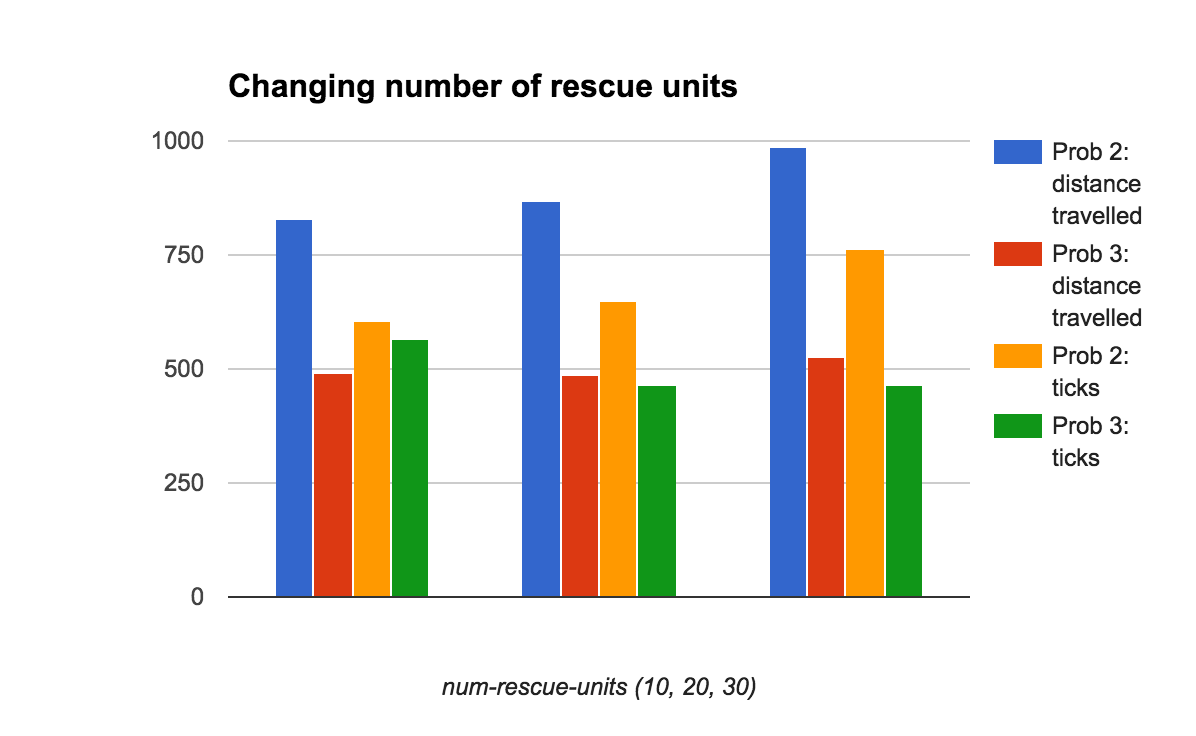 Changing number of rescue units
1000
750
500
250
0
Prob 2:
distance
travelled
Prob 3:
distance
travelled
Prob 2:
ticks
Prob 3:
ticks
num-rescue-units (10, 20, 30)